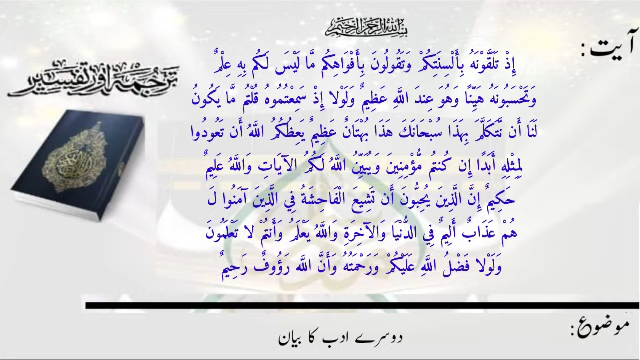 بسم الله الرحمن الرحيم
آیت:
ترجمۃ اور تفسیر
إِذْ تَلَقَّوْنَهُ بِأَلْسِنَتِكُمْ وَتَقُولُونَ بِأَفْوَاهِكُم مَّا لَيْسَ لَكُم بِهِ عِلْمٌ
وَتَحْسَبُونَهُ هَيِّنًا وَهُوَ عِندَ اللَّهِ عَظِيمٌ وَلَوْلَا إِذْ سَمِعْتُمُوهُ قُلْتُم مَّا يَكُونُ
لَنَا أَن نَّتَكَلَّمَ بِهَذَا سُبْحَانَكَ هَذَا بُهْتَانٌ عَظِيمٌ يَعِظُكُمُ اللَّهُ أَن تَعُودُوا
لِمِثْلِهِ أَبَدًا إِن كُنتُم مُّؤْمِنِينَ وَيُبَيِّنُ اللَّهُ لَكُمُ الْآيَاتِ وَاللَّهُ عَلِيمٌ
حَكِيمٌ إِنَّ الَّذِينَ يُحِبُّونَ أَن تَشِيعَ الْفَاحِشَةُ فِي الَّذِينَ آمَنُوا لَ
هُمْ عَذَابٌ أَلِيمٌ فِي الدُّنْيَا وَالْآخِرَةِ وَاللَّهُ يَعْلَمُ وَأَنتُمْ لَا تَعْلَمُونَ
وَلَوْلَا فَضْلُ اللَّهِ عَلَيْكُمْ وَرَحْمَتُهُ وَأَنَّ اللَّه رَؤُوفٌ رَحِيمٌ
موضوع:
دوسرے ادب کا بیان